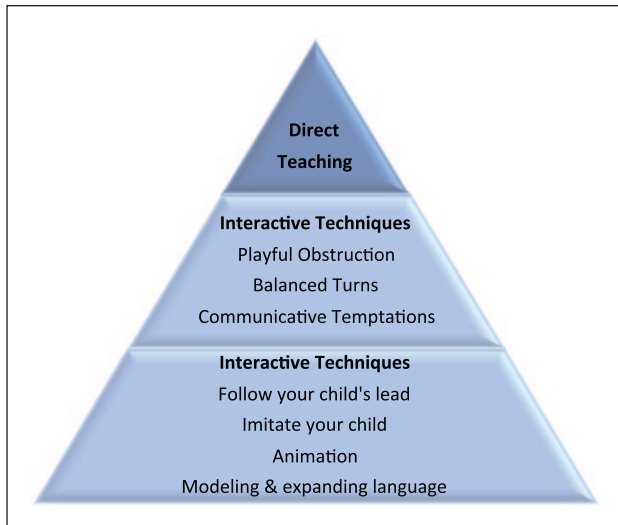 Direct
Teaching
Interactive Techniques
Playful Obstruction
Balanced Turns
Communicative Temptations
Interactive Techniques
Follow your child's lead
Imitate your child
Animation
Modeling & expanding language